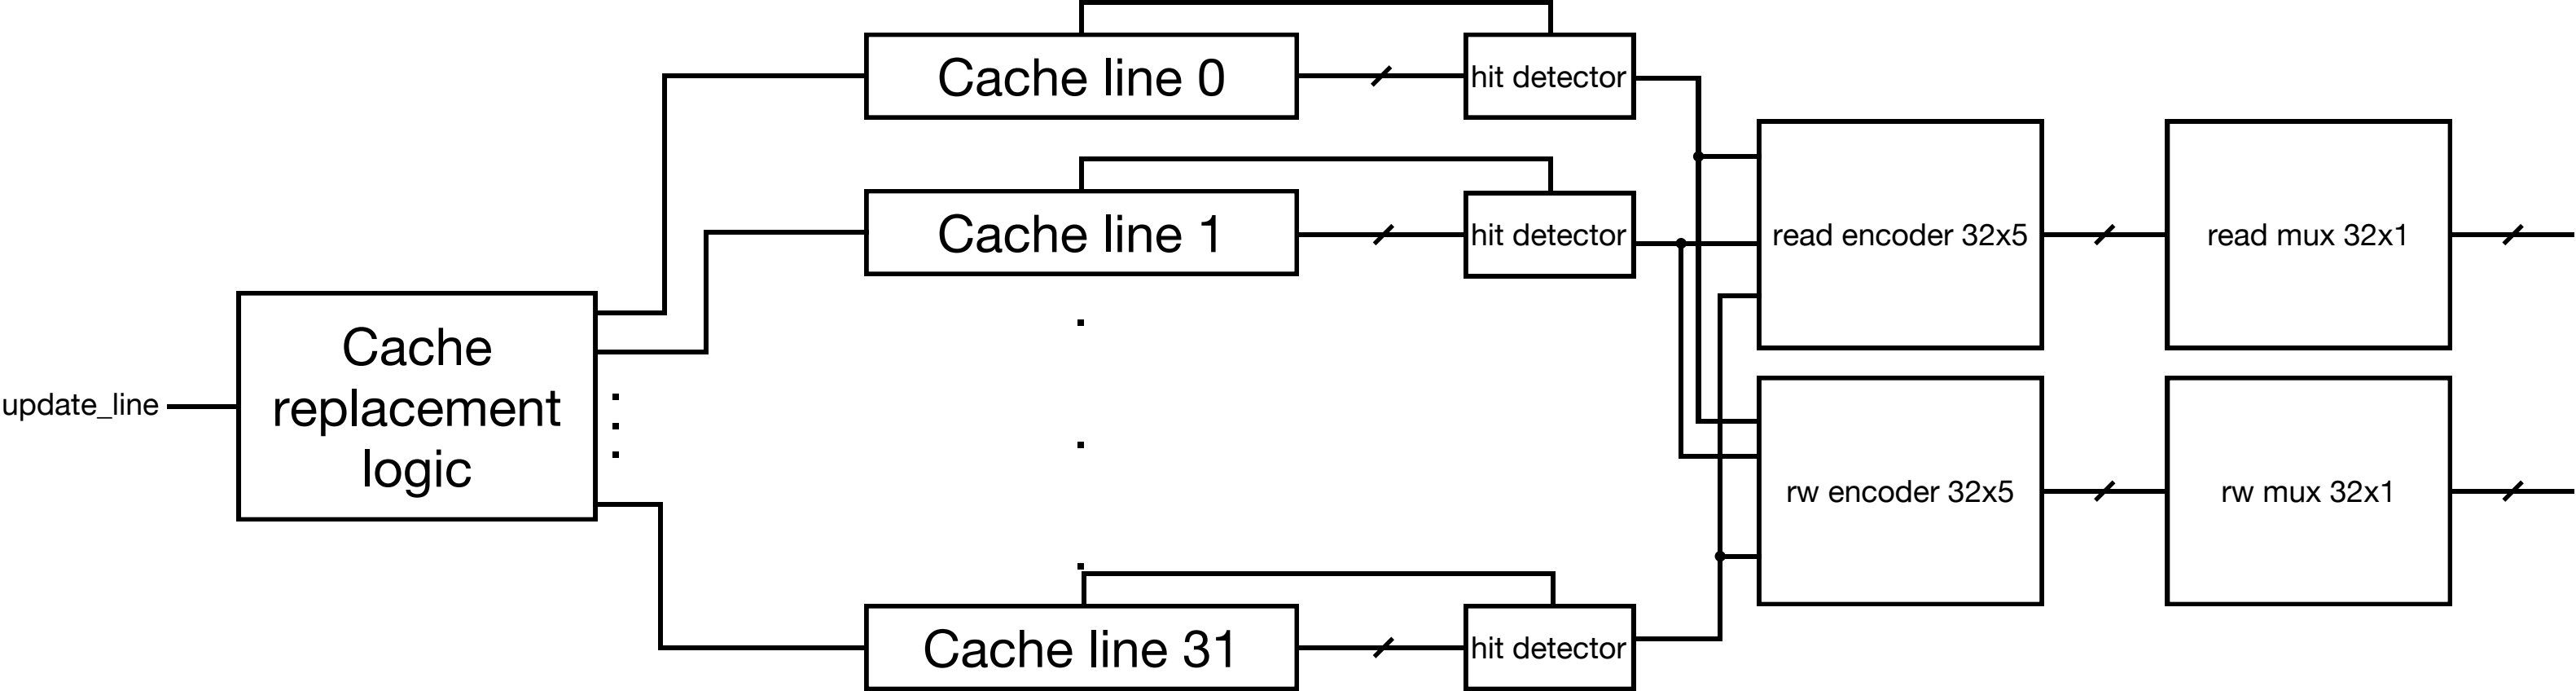 Cache line 0
hit detector
Cache line 1
hit detector
read encoder 32x5
read mux 32x1
update_line
Cache
replacement
logic
rw encoder 32x5
rw mux 32x1
Cache line 31
hit detector